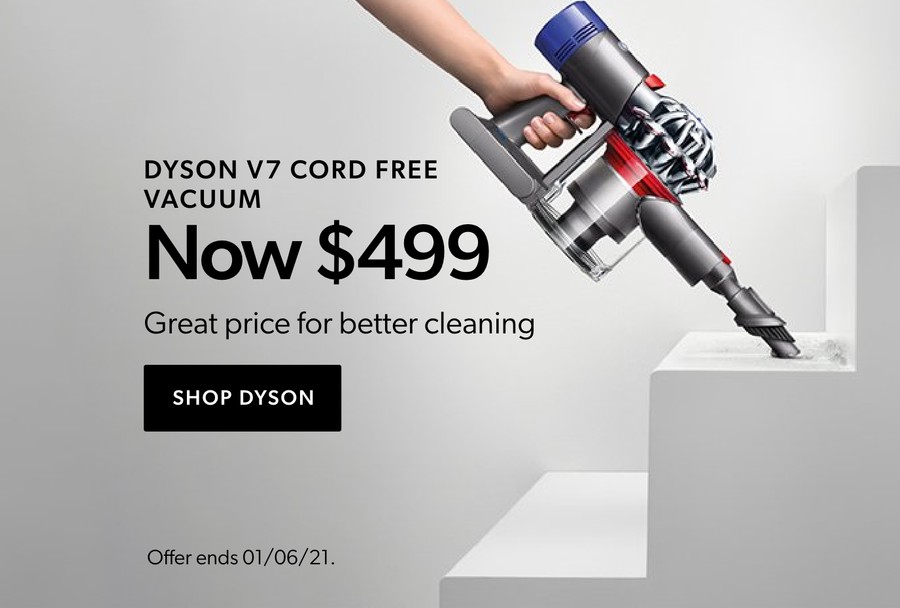 DYSON V7 CORD FREE
VACUUM
Now $499
Great price for better cleaning
SHOP DYSON
Offer ends 01/06/21.